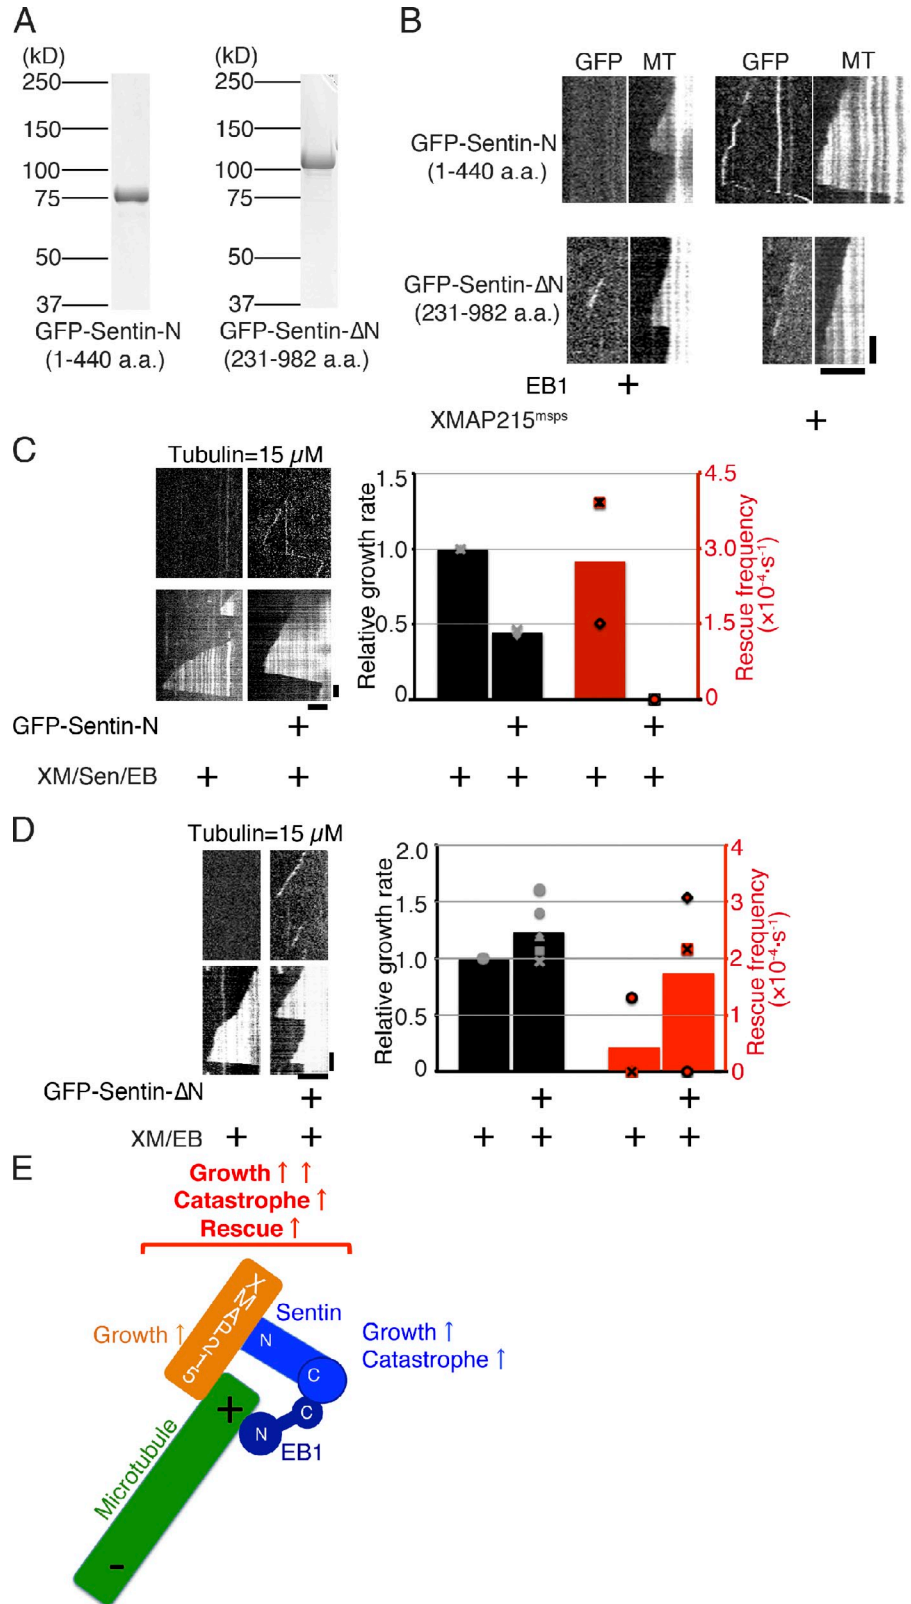 A
(kD)
250
150
100
75
50
37
GFP-Sentin-N
(1-440 a.a.)
(kD)
250
150
100
75
50
37
GFP-Sentin-ΔN
(231-982 a.a.)
B
GFP MT GFP MT
GFP-Sentin-N
(1-440 a.a.)
GFP-Sentin-ΔN
(231-982 a.a.)
EB1 +
XMAP215msps +
C
Tubulin=15 μM
Relative growth rate
1.5
1.0
0.5
0
4.5
3.0
1.5
0
Rescue frequency
(×10-4·s-1)
GFP-Sentin-N + + +
XM/Sen/EB + + + + + +
D
Tubulin=15 μM
Relative growth rate
2.0
1.5
1.0
0.5
0
4
3
2
1
0
Rescue frequency
(×10-4·s-1)
GFP-Sentin-ΔN + + +
XM/EB + + + + + +
E
Growth ↑ ↑
Catastrophe ↑
Rescue ↑
XMAP215
Growth ↑
Sentin
N
C
Growth ↑
Catastrophe ↑
+
N
C
EB1
Microtubule
-